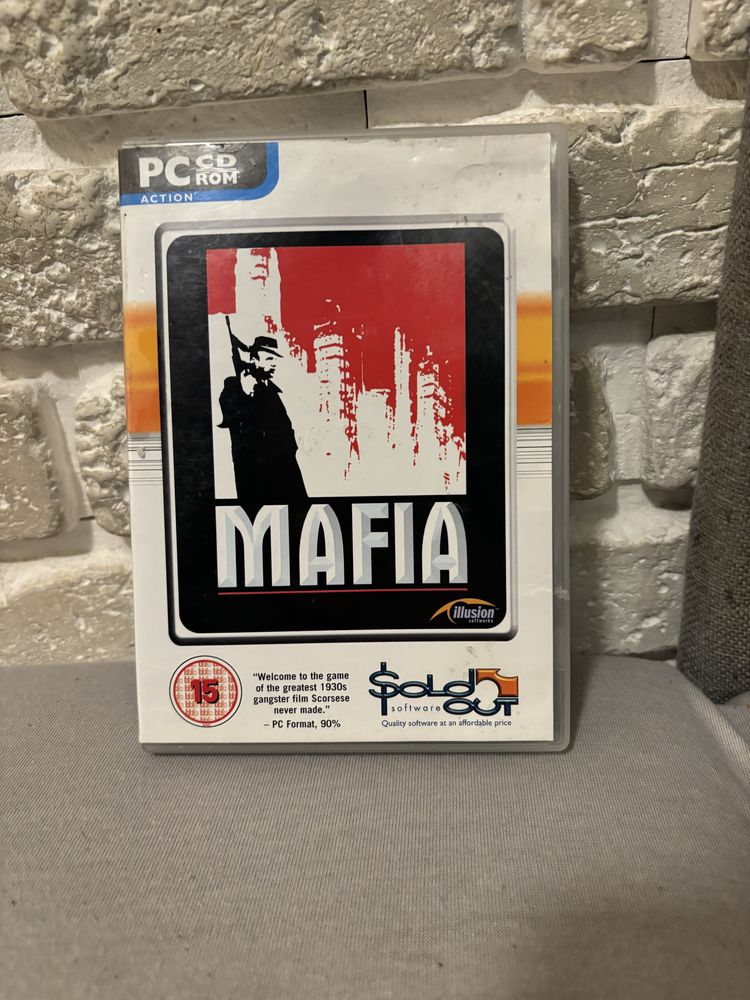 PC CD
ROM
ACTION
MAFIA
illusion
softworks
15
"Welcome to the game
of the greatest 1930s
gangster film Scorsese
never made."
– PC Format, 90%
SOLD
software OUT
Quality software at an affordable price